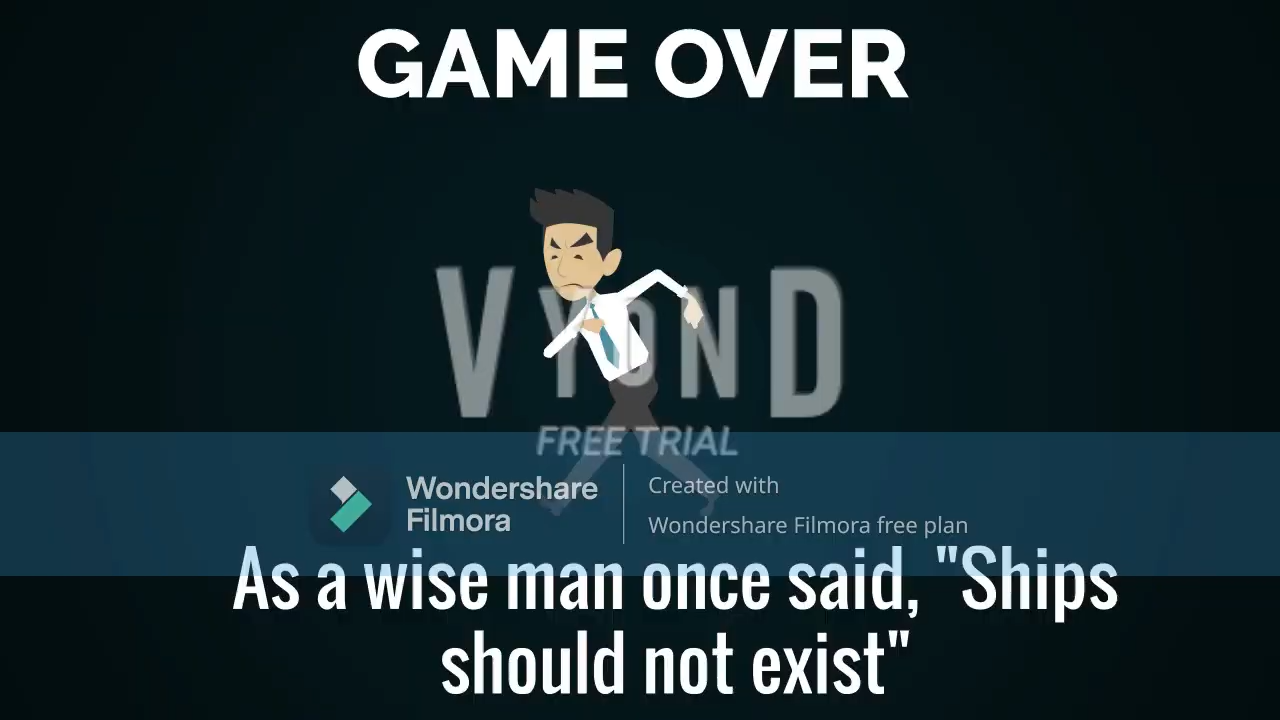 GAME OVER
VYOND
FREE TRIAL
Wondershare
Filmora
Created with
Wondershare Filmora free plan
As a wise man once said, "Ships
should not exist"